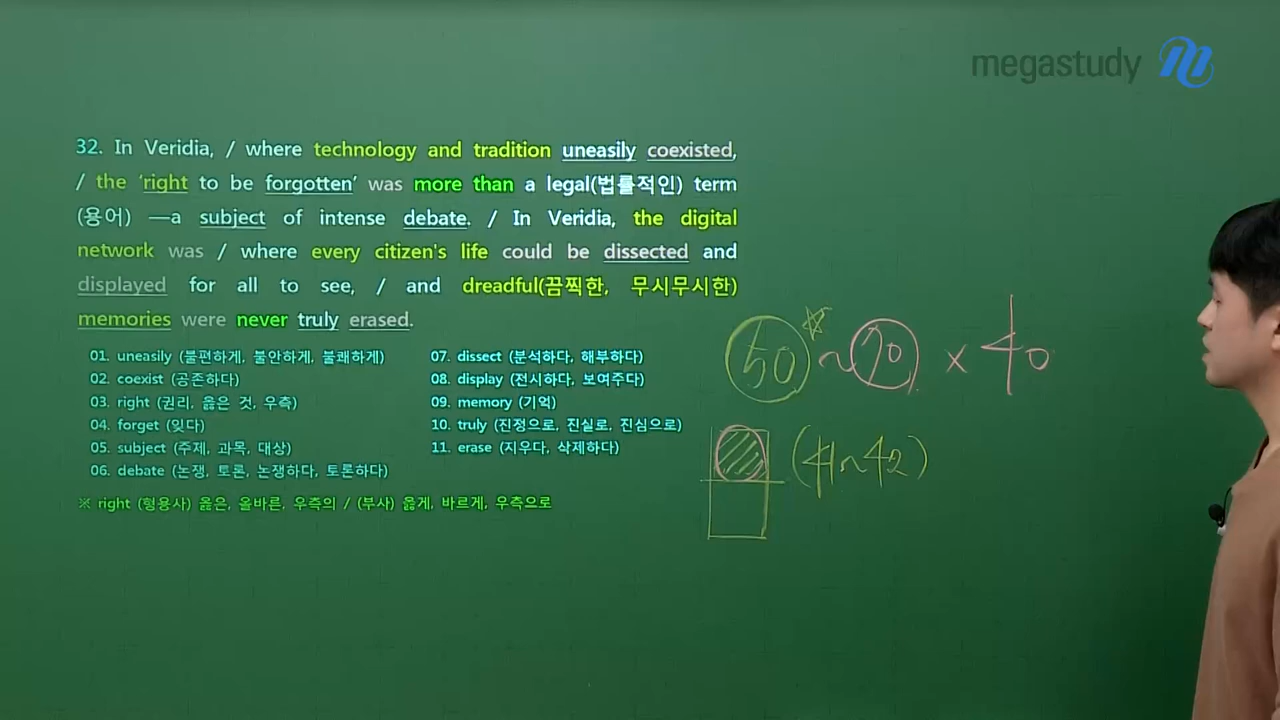 megastudy
32. In Veridia, / where technology and tradition uneasily coexisted,
/ the ‘right to be forgotten’ was more than a legal(법률적인) term
(용어) —a subject of intense debate. / In Veridia, the digital
network was / where every citizen's life could be dissected and
displayed for all to see, / and dreadful(끔찍한, 무시무시한)
memories were never truly erased.
01. uneasily (불편하게, 불안하게, 불쾌하게)
02. coexist (공존하다)
03. right (권리, 옳은 것, 우측)
04. forget (잊다)
05. subject (주제, 과목, 대상)
06. debate (논쟁, 토론, 논쟁하다, 토론하다)
07. dissect (분석하다, 해부하다)
08. display (전시하다, 보여주다)
09. memory (기억)
10. truly (진정으로, 진실로, 진심으로)
11. erase (지우다, 삭제하다)
※ right (형용사) 옳은, 올바른, 우측의 / (부사) 옳게, 바르게, 우측으로
50 ~ 70 × 40
(41~42)